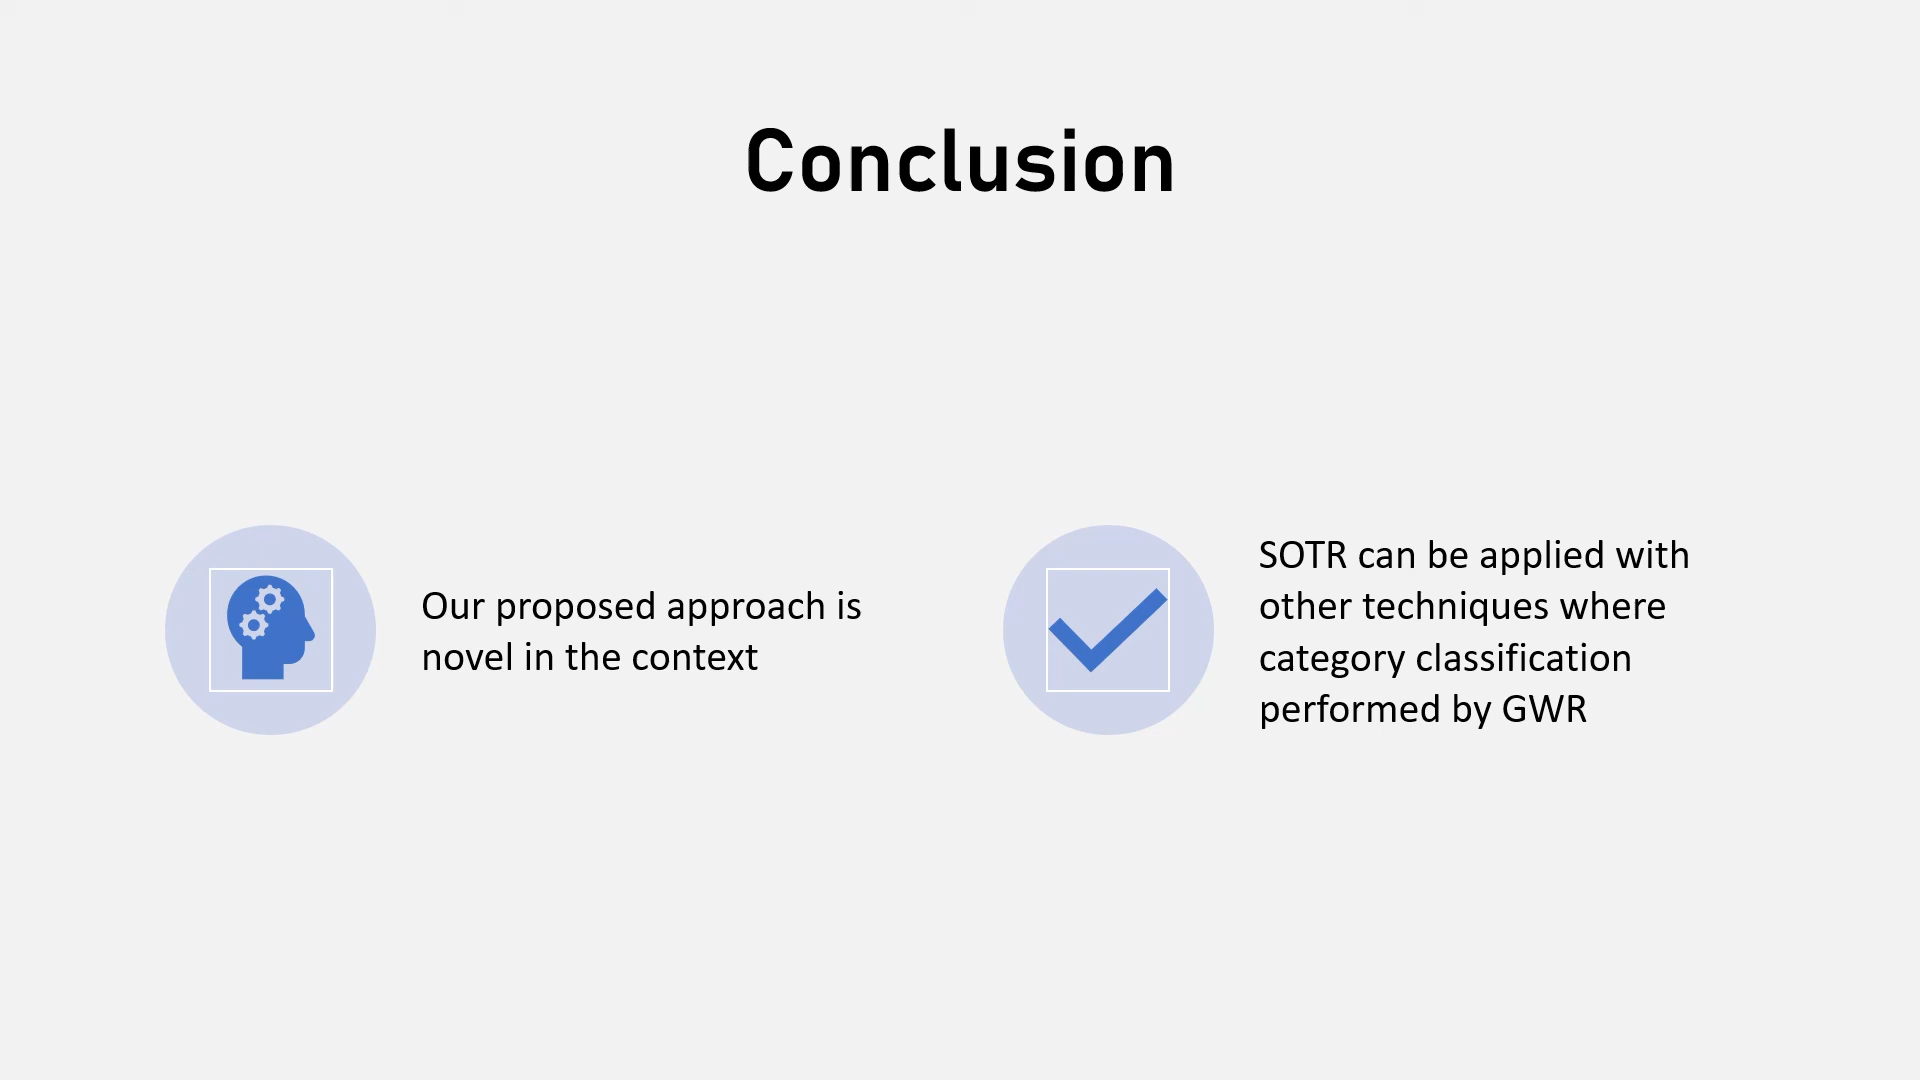 Conclusion
Our proposed approach is
novel in the context
SOTR can be applied with
other techniques where
category classification
performed by GWR